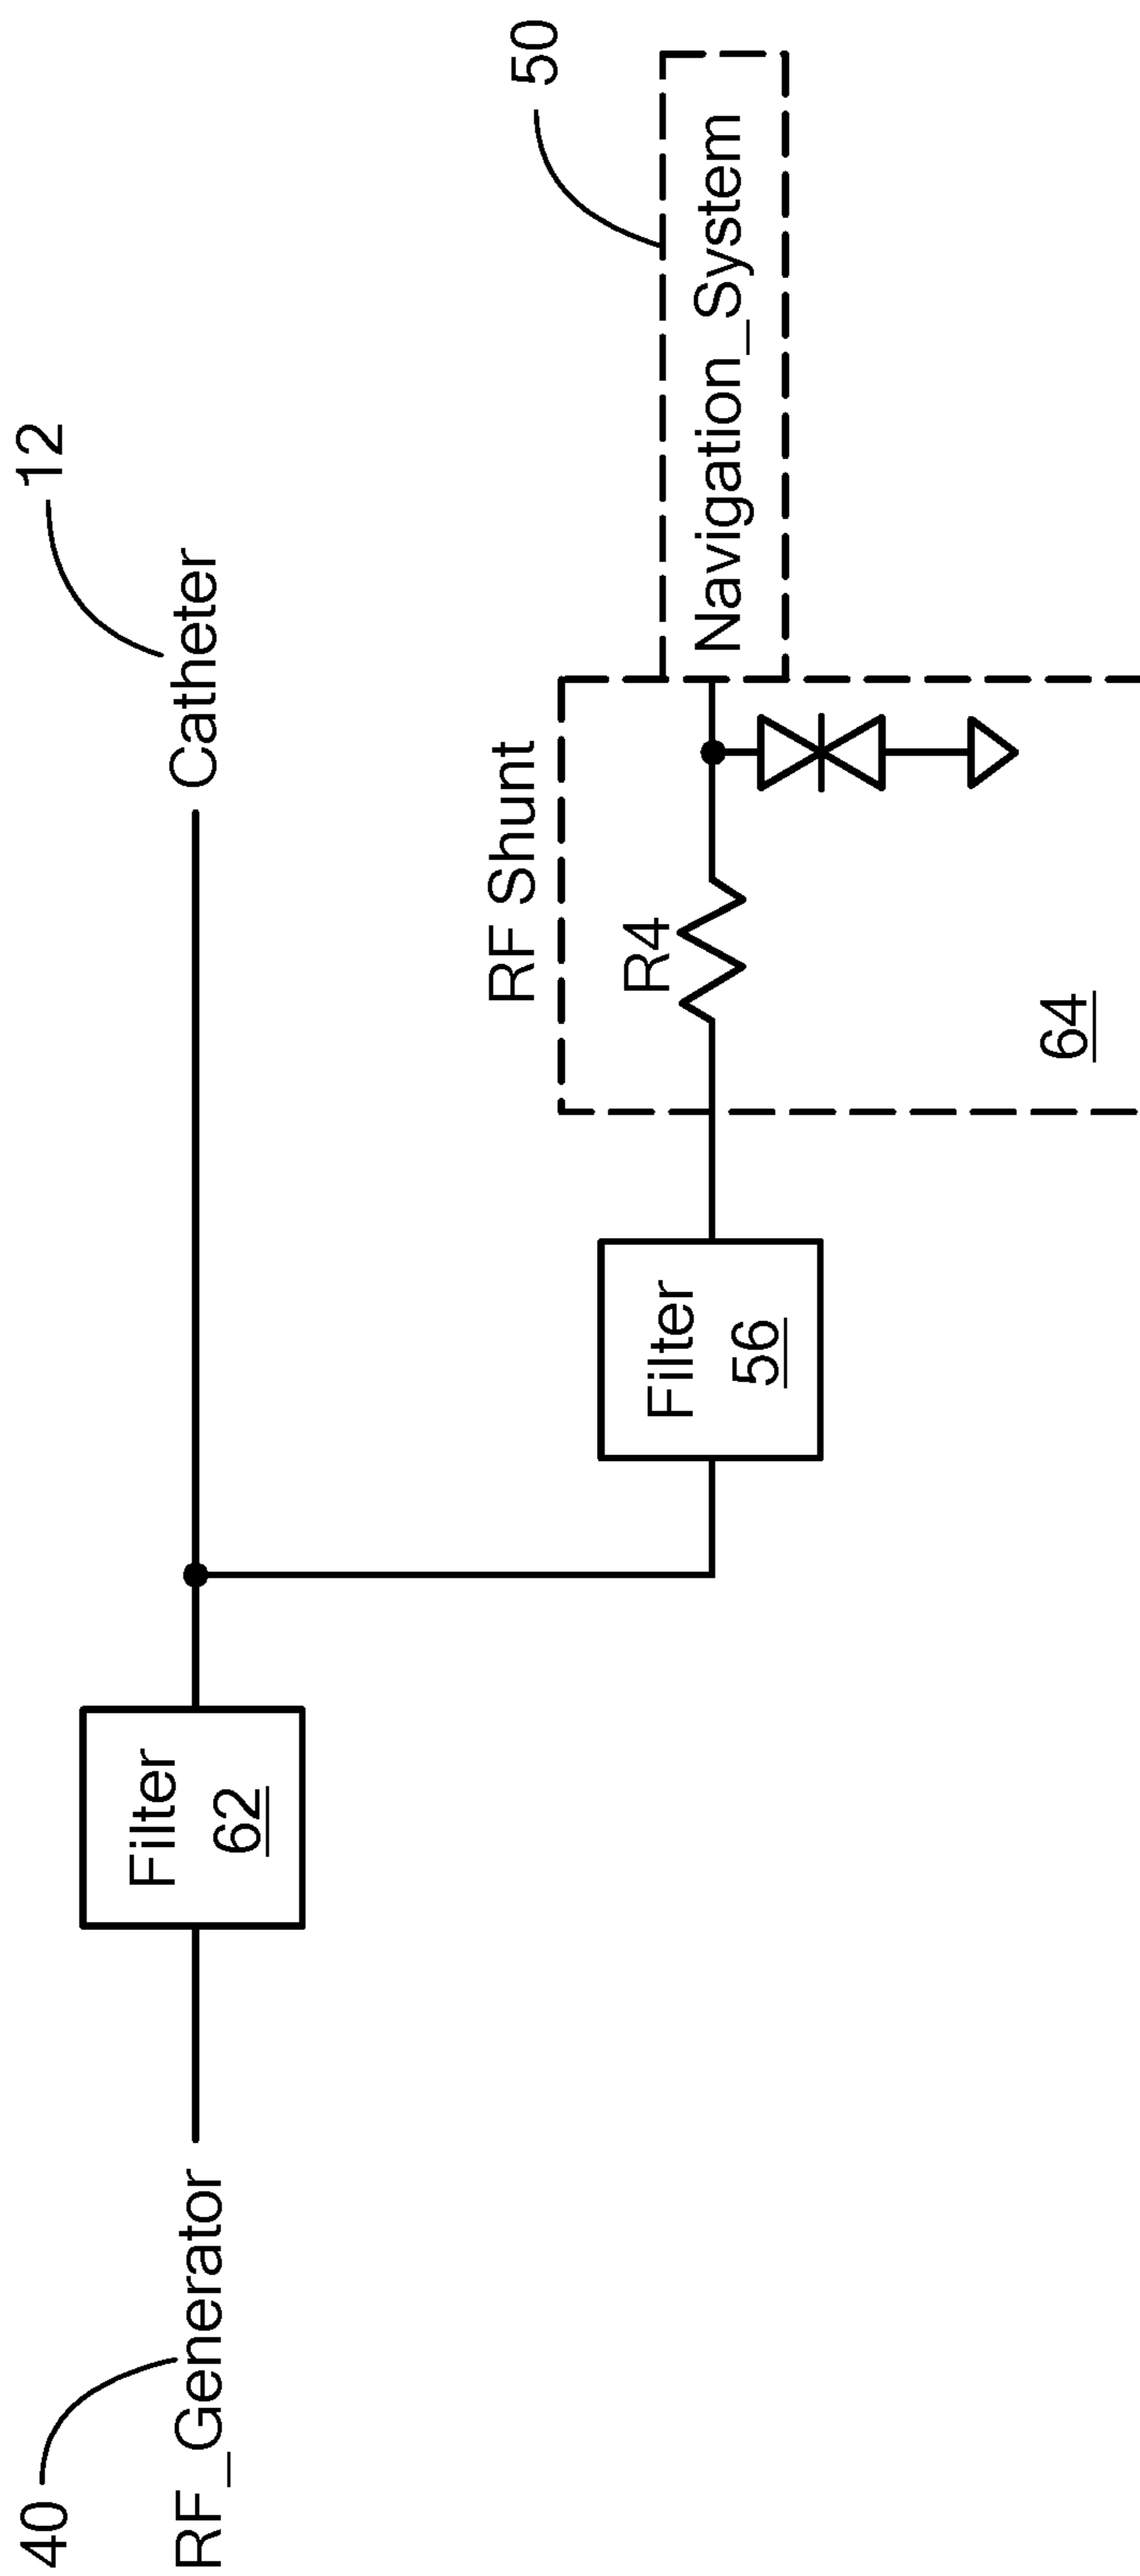 12
Catheter
50
RF Shunt
Navigation_System
R4
64
Filter
62
Filter
56
40
RF_Generator